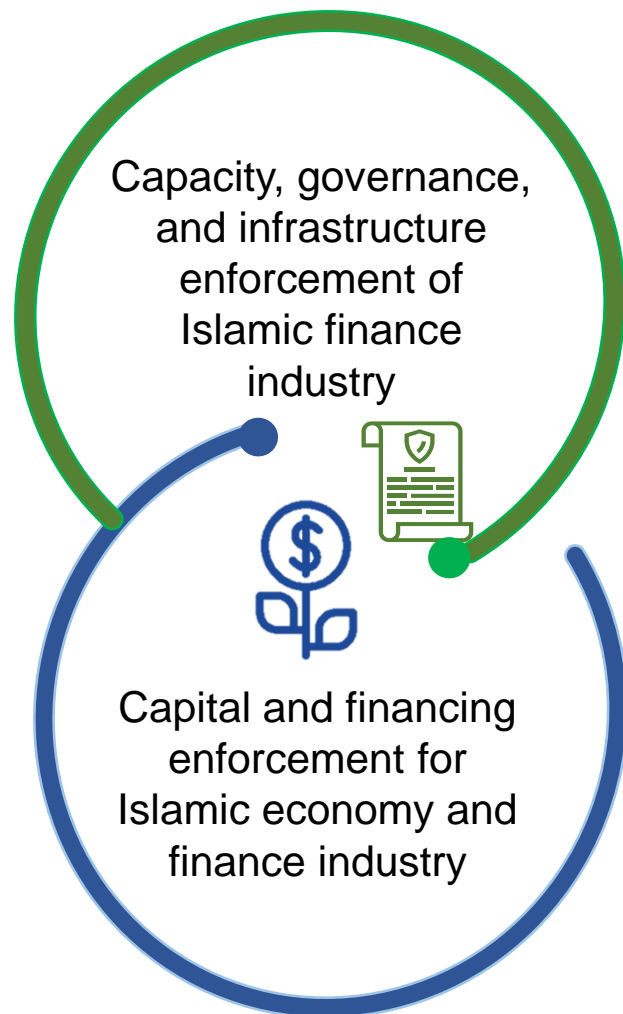 Capacity, governance,
and infrastructure
enforcement of
Islamic finance
industry
$
Capital and financing
enforcement for
Islamic economy and
finance industry